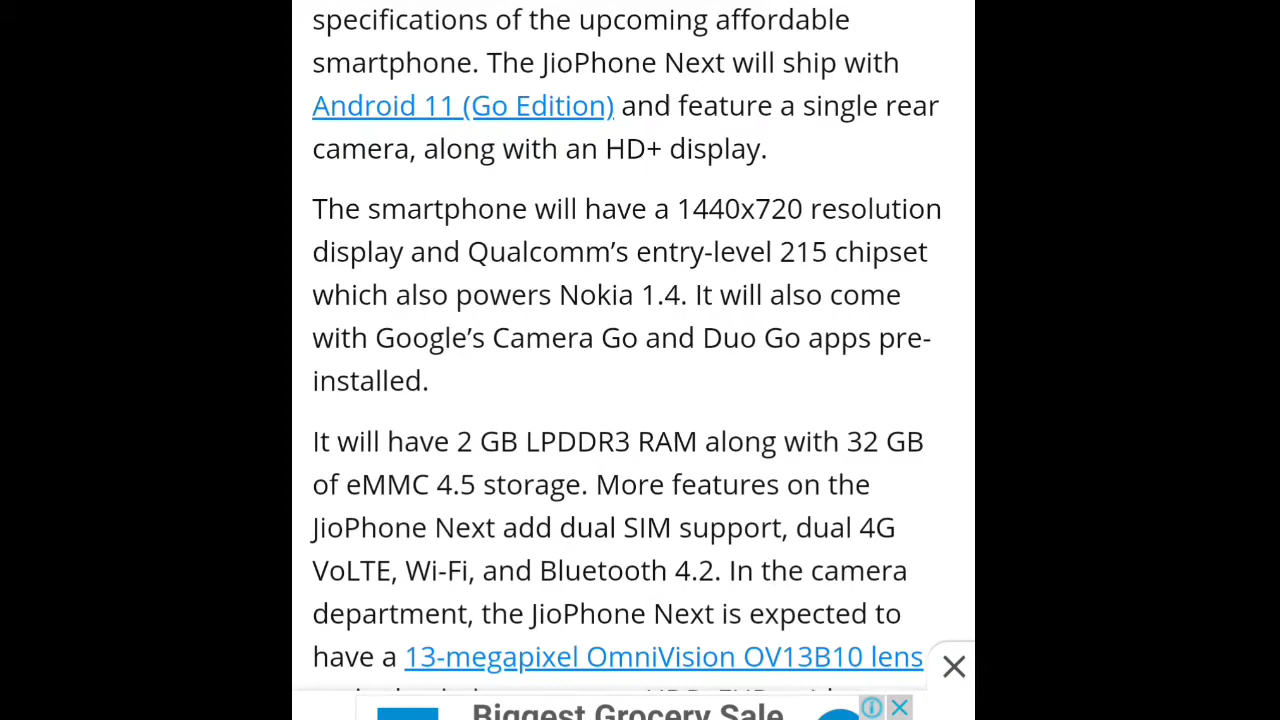 specifications of the upcoming affordable
smartphone. The JioPhone Next will ship with
Android 11 (Go Edition) and feature a single rear
camera, along with an HD+ display.
The smartphone will have a 1440x720 resolution
display and Qualcomm’s entry-level 215 chipset
which also powers Nokia 1.4. It will also come
with Google’s Camera Go and Duo Go apps pre-
installed.
It will have 2 GB LPDDR3 RAM along with 32 GB
of eMMC 4.5 storage. More features on the
JioPhone Next add dual SIM support, dual 4G
VoLTE, Wi-Fi, and Bluetooth 4.2. In the camera
department, the JioPhone Next is expected to
have a 13-megapixel OmniVision OV13B10 lens
Biggest Grocery Sale